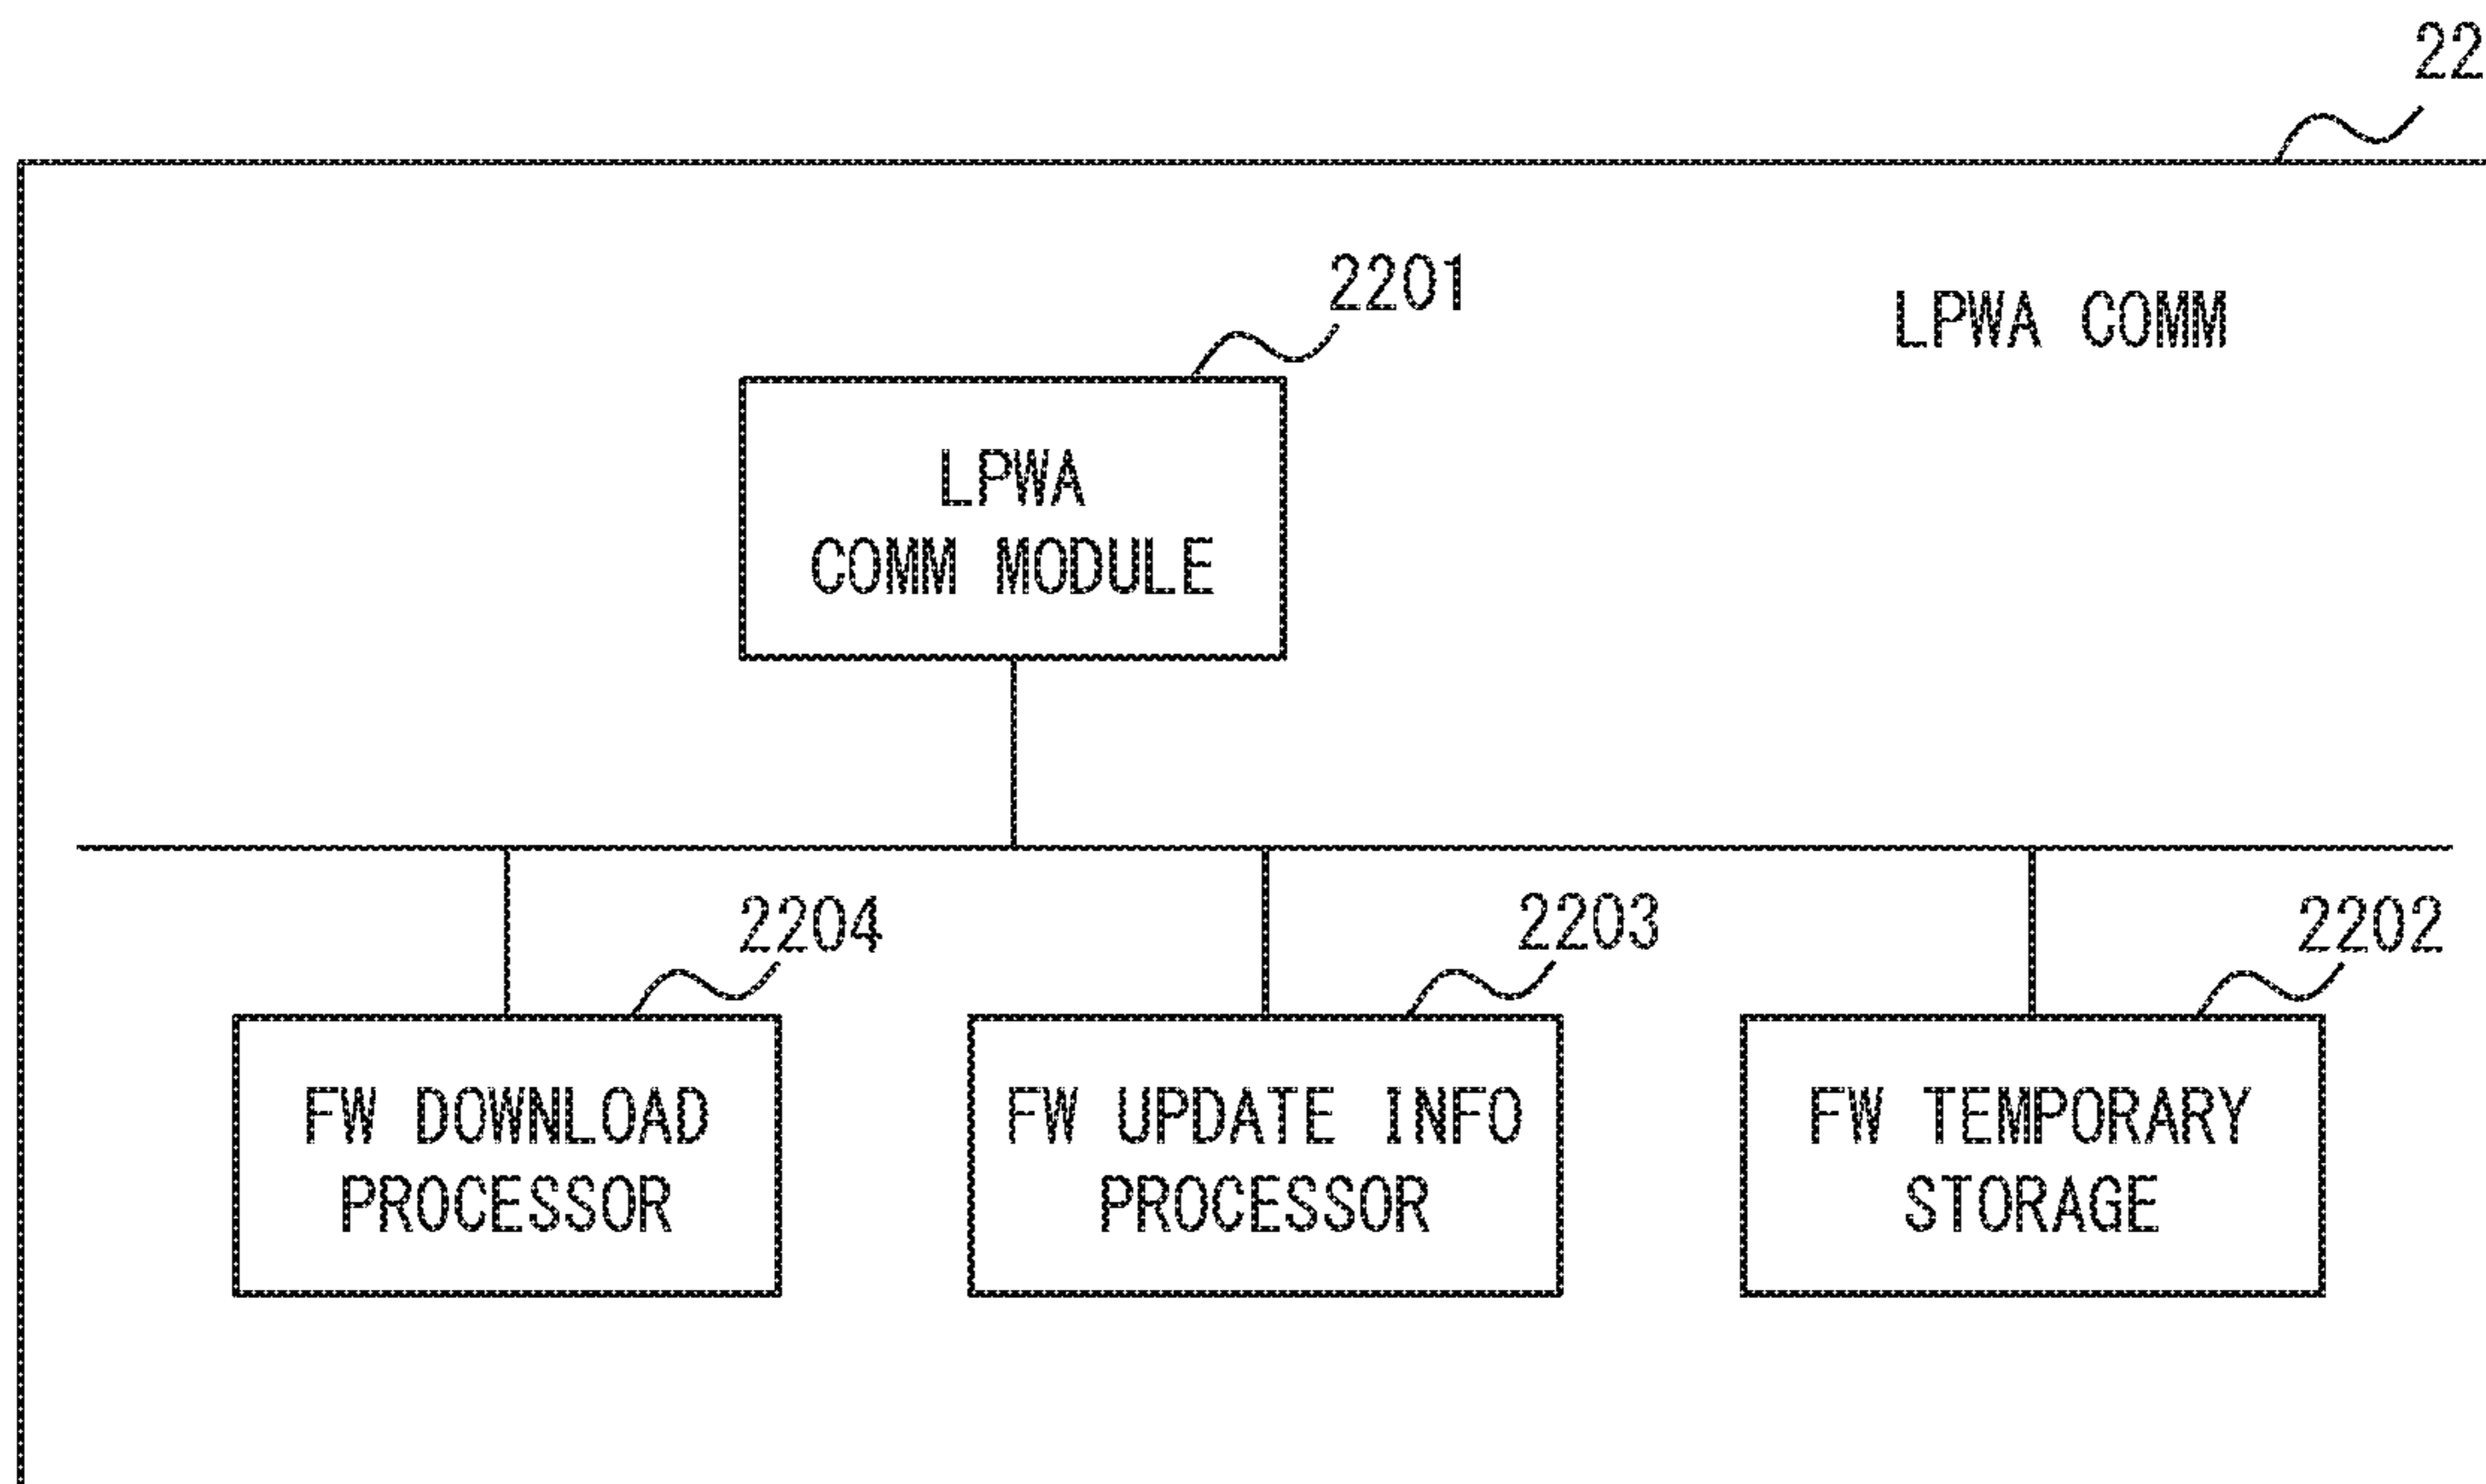 22
2201
LPWA COMM
LPWA
COMM MODULE
2204
2203
2202
FW DOWNLOAD
PROCESSOR
FW UPDATE INFO
PROCESSOR
FW TEMPORARY
STORAGE